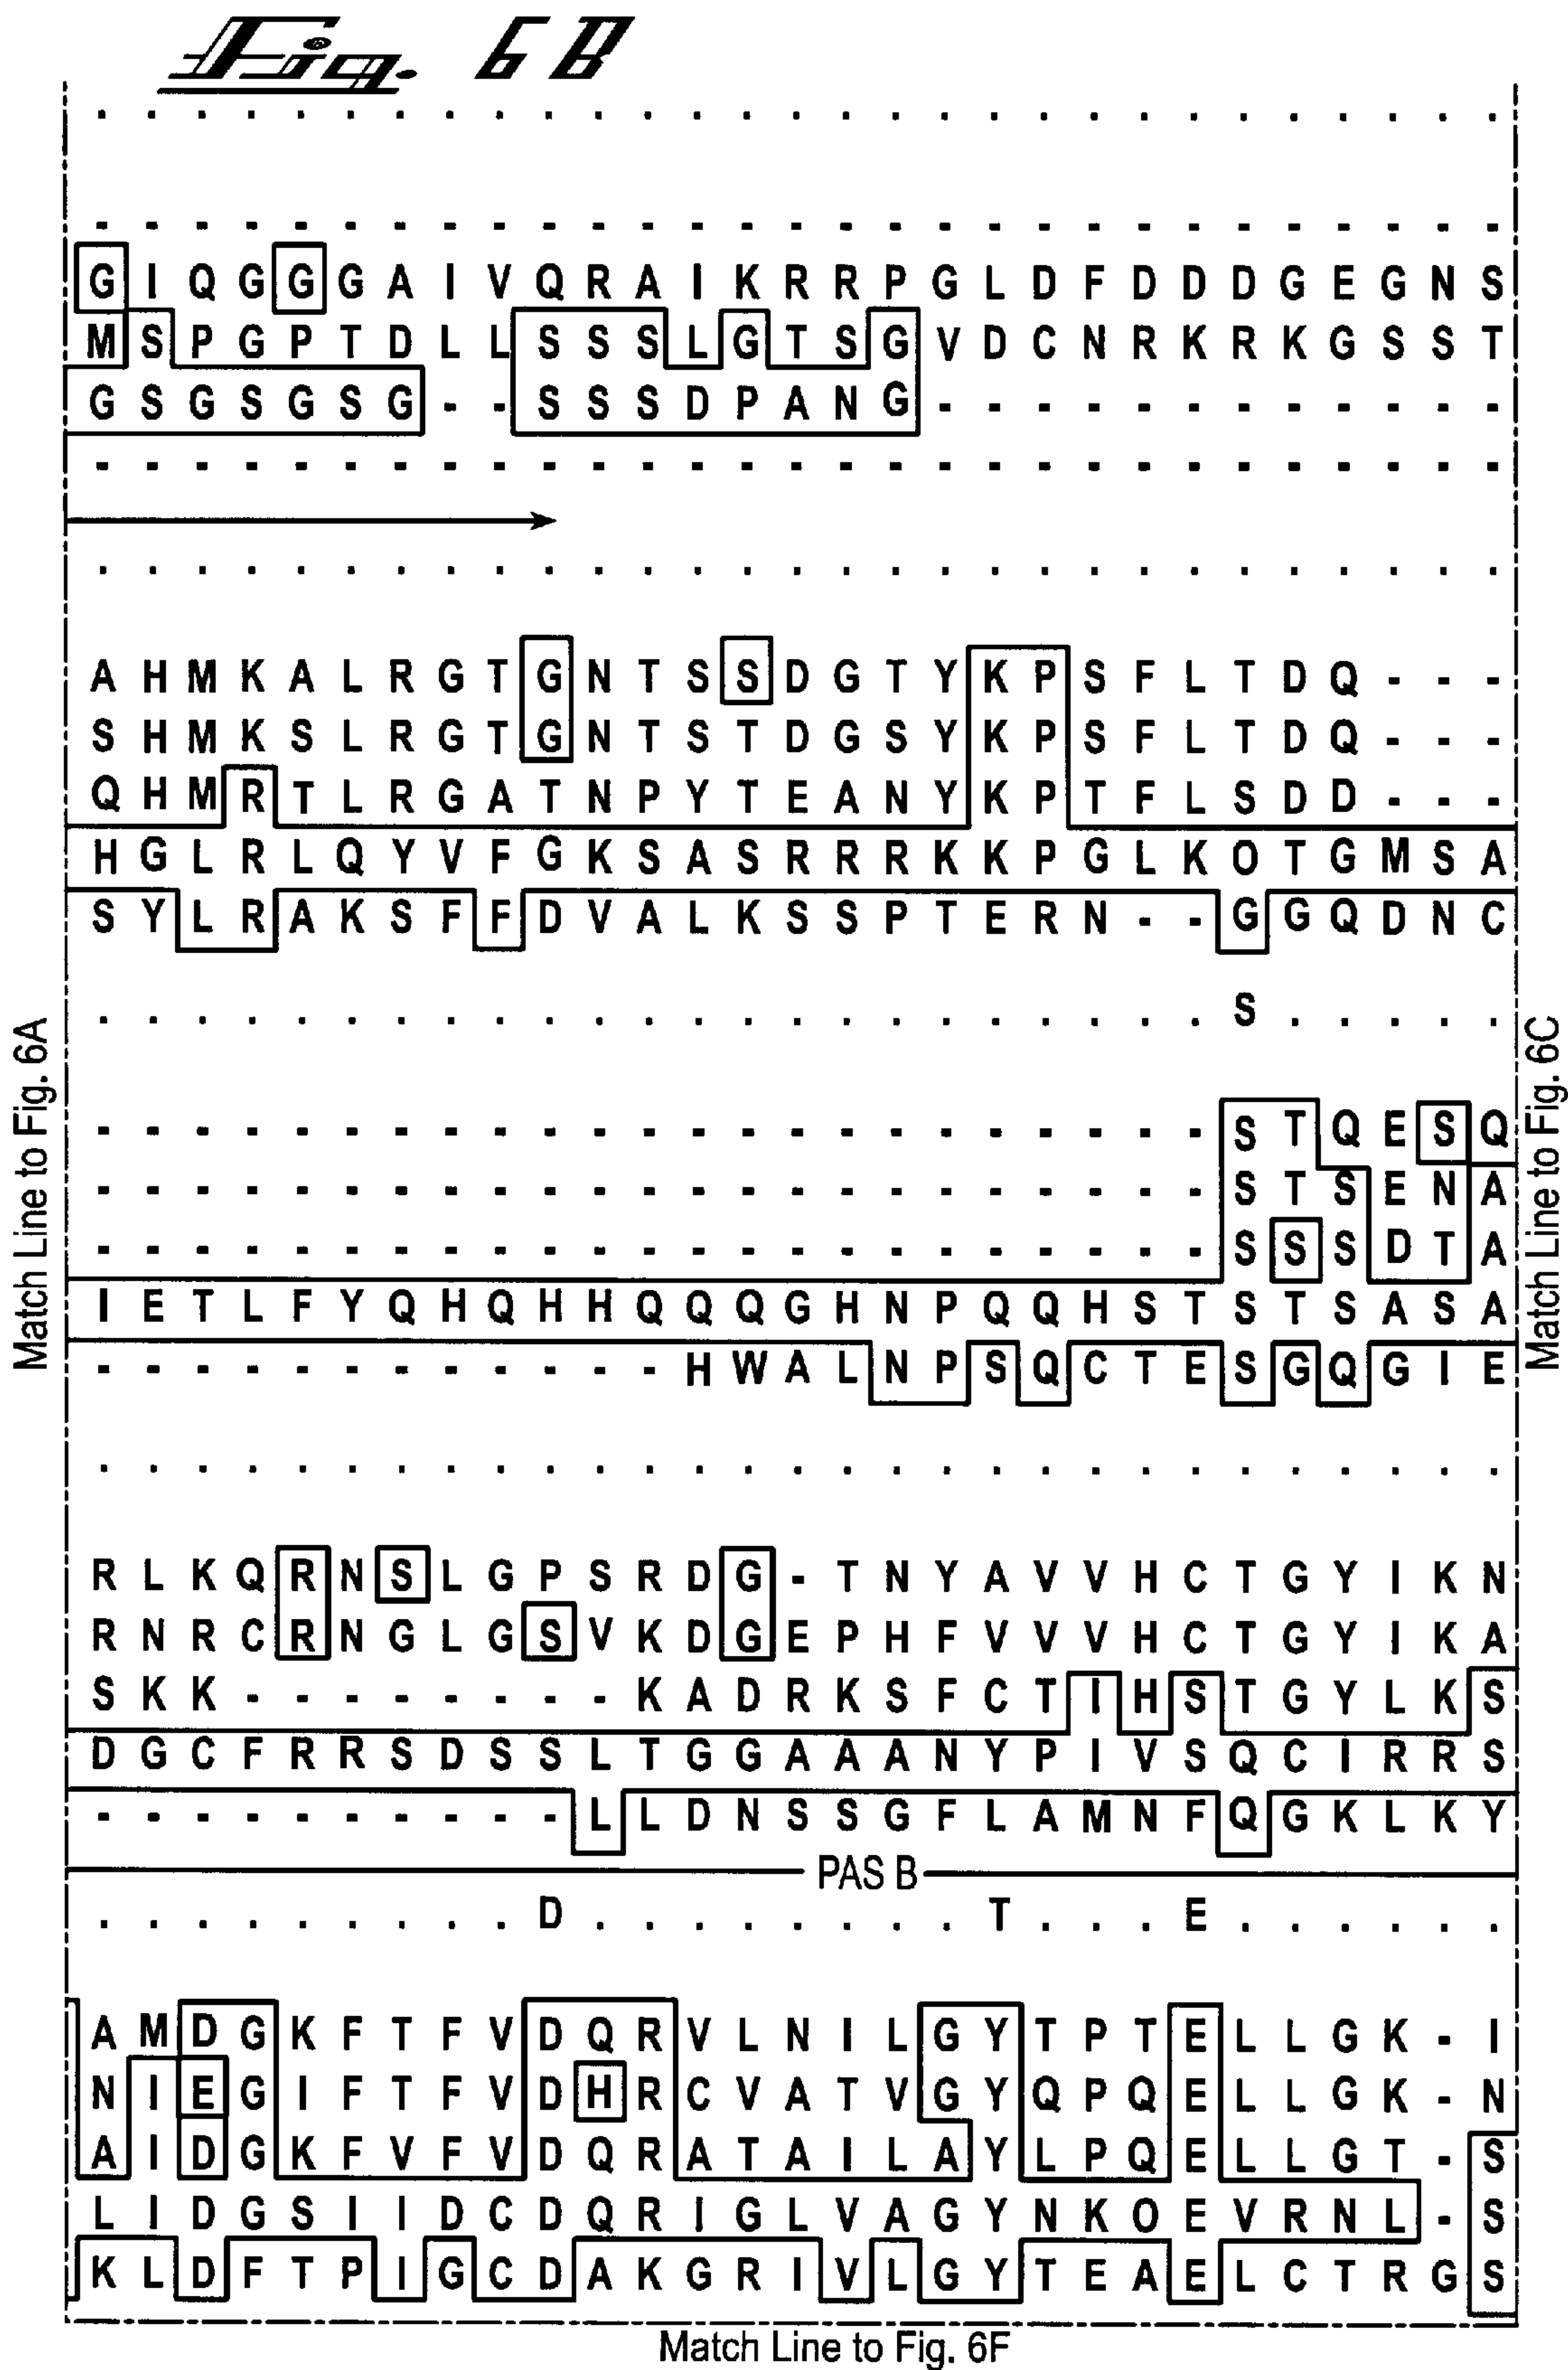 Fig. 6B
. . . . . . . . . . . . . . . . . . . . . . . . . . . . .
- - - - - - - - - - - - - - - - - - - - - - - - - - - - -
G I Q G G G A I V Q R A I K R R P G L D F D D D G E G N S
M S P G P T D L L S S S L G T S G V D C N R K R K G S S T
G S G S G S G - - S S S D P A N G - - - - - - - - - - - -
- - - - - - - - - - - - - - - - - - - - - - - - - - - - -
. . . . . . . . . . . . . . . . . . . . . . . . . . . . .
A H M K A L R G T G N T S S D G T Y K P S F L T D Q - - -
S H M K S L R G T G N T S T D G S Y K P S F L T D Q - - -
Q H M R T L R G A T N P Y T E A N Y K P T F L S D D - - -
H G L R L Q Y V F G K S A S R R R K K P G L K O T G M S A
S Y L R A K S F F D V A L K S S P T E R N - - G G Q D N C
. . . . . . . . . . . . . . . . . . . . . . . S . . . . .
- - - - - - - - - - - - - - - - - - - - - - - S T Q E S Q
- - - - - - - - - - - - - - - - - - - - - - - S T S E N A
- - - - - - - - - - - - - - - - - - - - - - - S S S D T A
I E T L F Y Q H Q H H Q Q Q G H N P Q Q H S T S T S A S A
- - - - - - - - - - - - H W A L N P S Q C T E S G Q G I E
. . . . . . . . . . . . . . . . . . . . . . . . . . . . .
R L K Q R N S L G P S R D G - T N Y A V V H C T G Y I K N
R N R C R N G L G S V K D G E P H F V V V H C T G Y I K A
S K K - - - - - - - - K A D R K S F C T I H S T G Y L K S
D G C F R R S D S S L T G G A A A N Y P I V S Q C I R R S
- - - - - - - - - - L L D N S S G F L A M N F Q G K L K Y
PAS B
. . . . . . . . . D . . . . . . . . T . . . E . . . . . .
A M D G K F T F V D Q R V L N I L G Y T P T E L L G K - I
N I E G I F T F V D H R C V A T V G Y Q P Q E L L G K - N
A I D G K F V F V D Q R A T A I L A Y L P Q E L L G T - S
L I D G S I I D C D Q R I G L V A G Y N K O E V R N L - S
K L D F T P I G C D A K G R I V L G Y T E A E L C T R G S
Match Line to Fig. 6A
Match Line to Fig. 6C
Match Line to Fig. 6F